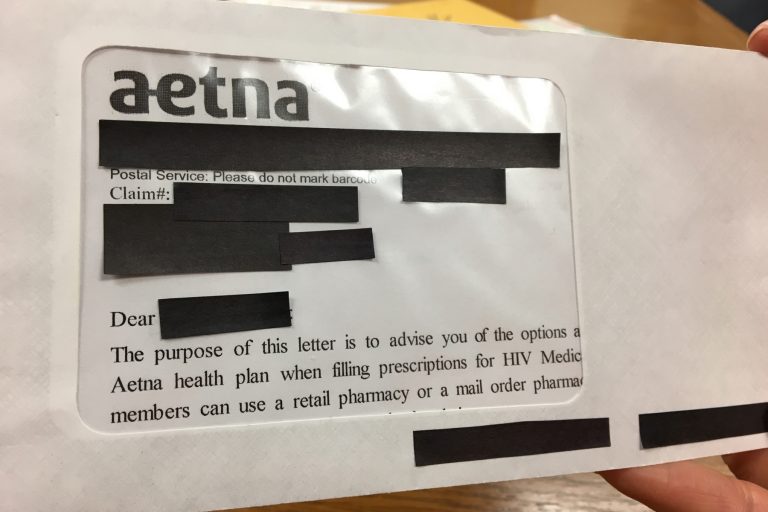 aetna
Postal Service: Please do not mark barcode
Claim#:
Dear :
The purpose of this letter is to advise you of the options a
Aetna health plan when filling prescriptions for HIV Medic
members can use a retail pharmacy or a mail order pharmac